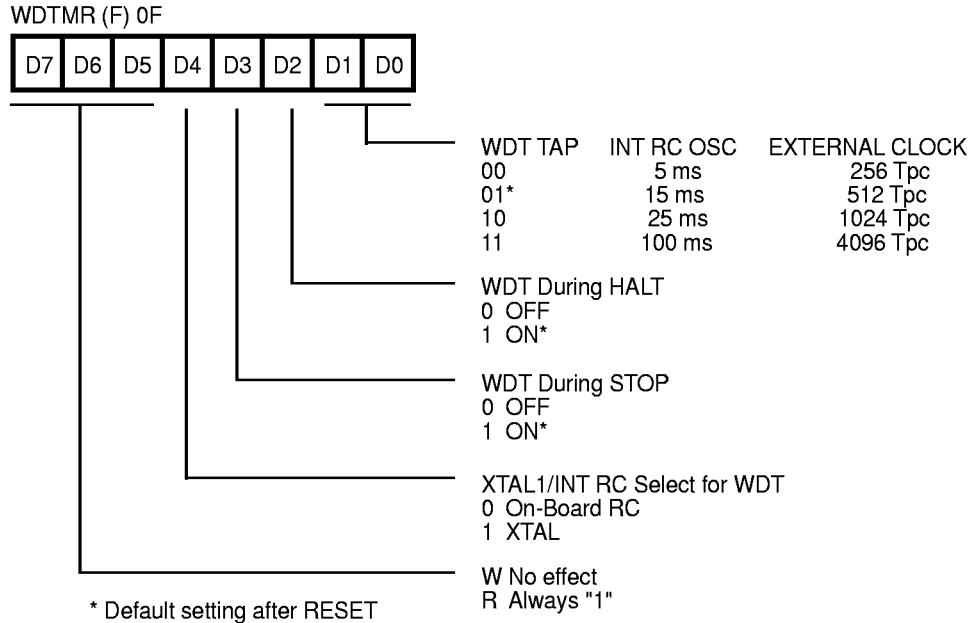 WDTMR (F) 0F
D7 D6 D5 D4 D3 D2 D1 D0
WDT TAP INT RC OSC EXTERNAL CLOCK
00 5 ms 256 Tpc
01* 15 ms 512 Tpc
10 25 ms 1024 Tpc
11 100 ms 4096 Tpc
WDT During HALT
0 OFF
1 ON*
WDT During STOP
0 OFF
1 ON*
XTAL1/INT RC Select for WDT
0 On-Board RC
1 XTAL
W No effect
R Always "1"
* Default setting after RESET